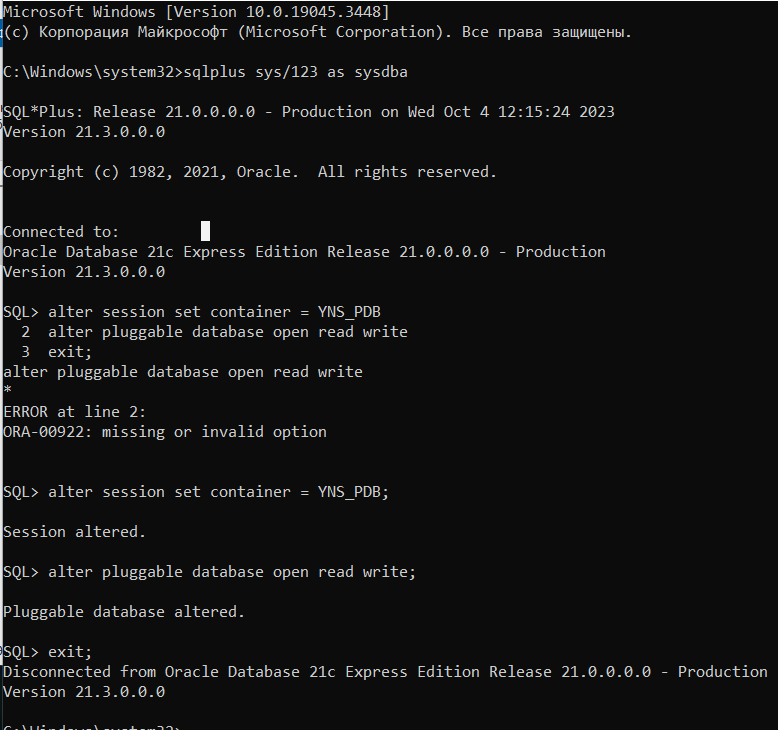 Microsoft Windows [Version 10.0.19045.3448]
(c) Корпорация Майкрософт (Microsoft Corporation). Все права защищены.
C:\Windows\system32>sqlplus sys/123 as sysdba
SQL*Plus: Release 21.0.0.0.0 - Production on Wed Oct 4 12:15:24 2023
Version 21.3.0.0.0
Copyright (c) 1982, 2021, Oracle.  All rights reserved.
Connected to:
Oracle Database 21c Express Edition Release 21.0.0.0.0 - Production
Version 21.3.0.0.0
SQL> alter session set container = YNS_PDB
  2  alter pluggable database open read write
  3  exit;
alter pluggable database open read write
*
ERROR at line 2:
ORA-00922: missing or invalid option
SQL> alter session set container = YNS_PDB;
Session altered.
SQL> alter pluggable database open read write;
Pluggable database altered.
SQL> exit;
Disconnected from Oracle Database 21c Express Edition Release 21.0.0.0.0 - Production
Version 21.3.0.0.0
C:\Windows\system32>